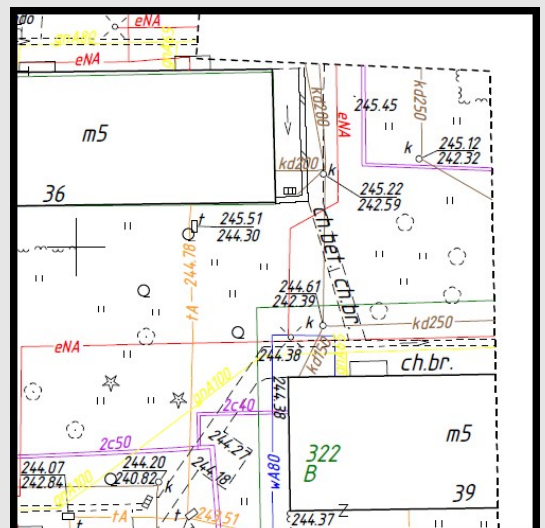 eNA
gnA80
eNA
kd200
eNA
kd250
245.45
m5
k
245.12
242.32
kd200
k
36
245.22
242.59
t
245.51
244.30
ch.bet.
244.78
tA
ch.br.
244.61
242.39
k
kd250
eNA
244.38
kd150
ch.br.
gnA100
244.38
2c40
2c50
244.27
322
B
m5
244.07
242.84
244.20
240.82
244.18
wA80
k
39
tA
t
243.51
244.37
t